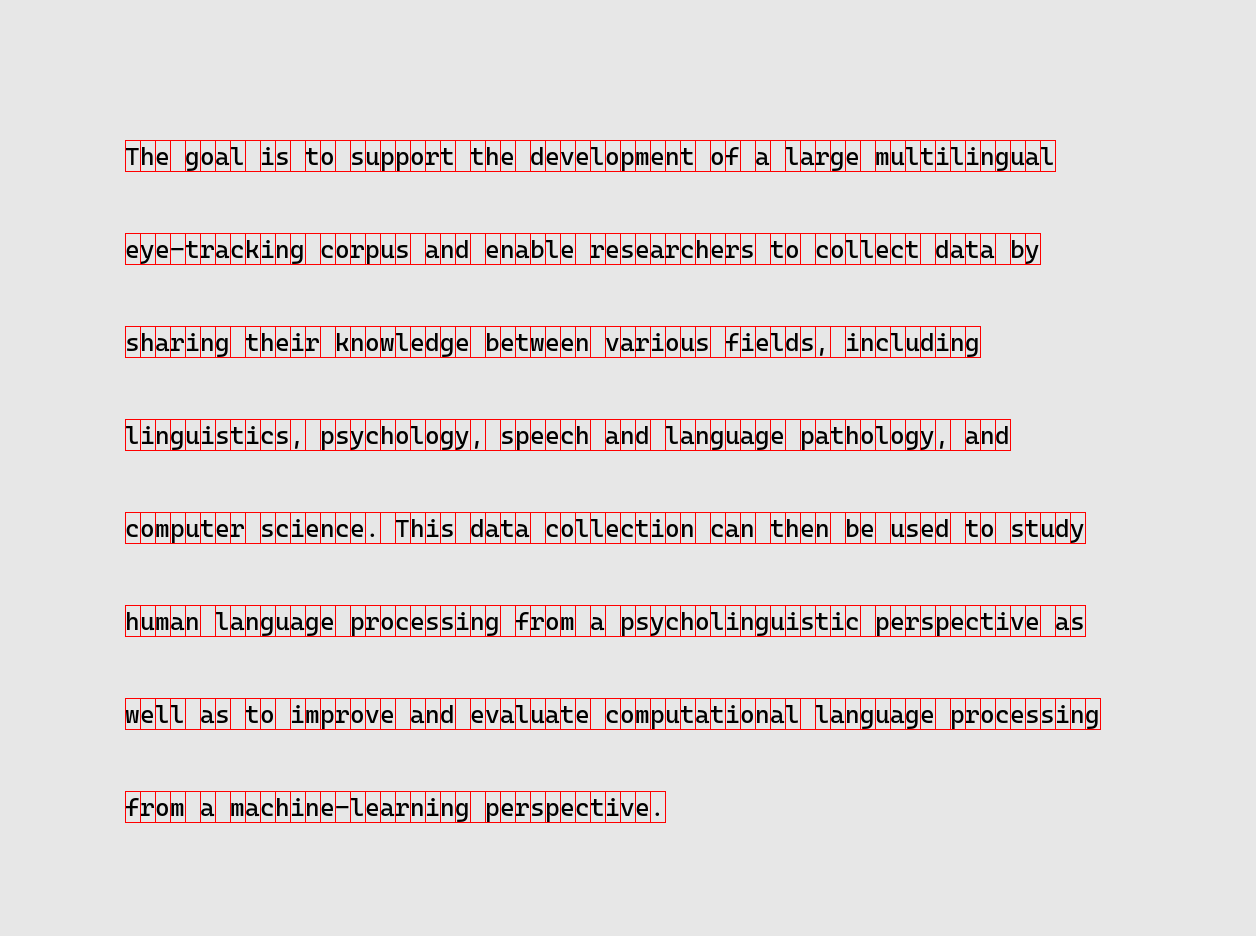 The goal is to support the development of a large multilingual
eye-tracking corpus and enable researchers to collect data by
sharing their knowledge between various fields, including
linguistics, psychology, speech and language pathology, and
computer science. This data collection can then be used to study
human language processing from a psycholinguistic perspective as
well as to improve and evaluate computational language processing
from a machine-learning perspective.